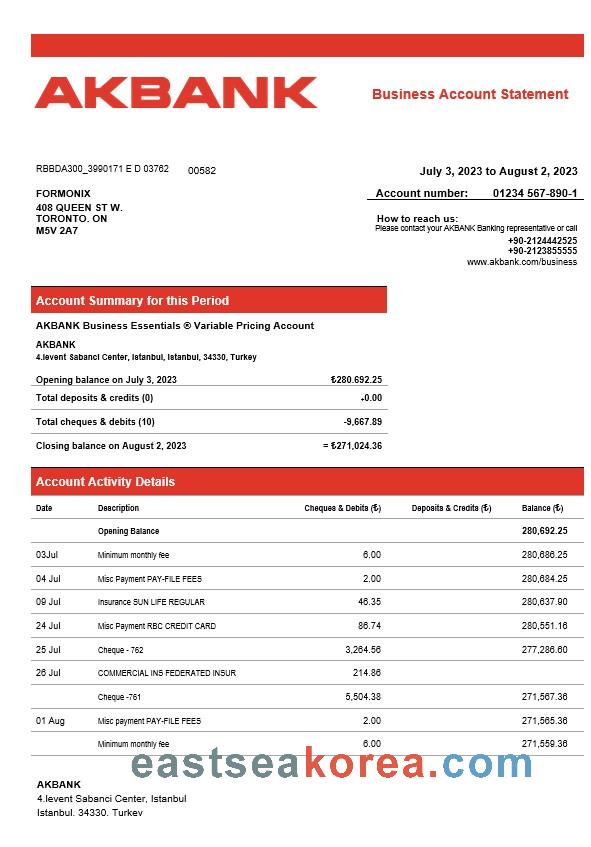 AKBANK
Business Account Statement
RBBDA300_3990171 E D 03762 00582
July 3, 2023 to August 2, 2023
FORMONIX
408 QUEEN ST W.
TORONTO. ON
M5V 2A7
Account number: 01234 567-890-1
How to reach us:
Please contact your AKBANK Banking representative or call
+90-2124442525
+90-2123855555
www.akbank.com/business
Account Summary for this Period
AKBANK Business Essentials ® Variable Pricing Account
AKBANK
4.levent Sabanci Center, Istanbul, Istanbul, 34330, Turkey
Opening balance on July 3, 2023 ₺280.692.25
Total deposits & credits (0) +0.00
Total cheques & debits (10) -9,667.89
Closing balance on August 2, 2023 = ₺271,024.36
Account Activity Details
Date Description Cheques & Debits (₺) Deposits & Credits (₺) Balance (₺)
Opening Balance 280,692.25
03Jul Minimum monthly fee 6.00 280,686.25
04 Jul Misc Payment PAY-FILE FEES 2.00 280,684.25
09 Jul Insurance SUN LIFE REGULAR 46.35 280,637.90
24 Jul Misc Payment RBC CREDIT CARD 86.74 280,551.16
25 Jul Cheque - 762 3,264.56 277,286.60
26 Jul COMMERCIAL INS FEDERATED INSUR 214.86
Cheque -761 5,504.38 271,567.36
01 Aug Misc payment PAY-FILE FEES 2.00 271,565.36
Minimum monthly fee 6.00 271,559.36
eastseakorea.com
AKBANK
4.levent Sabanci Center, Istanbul
Istanbul. 34330. Turkey